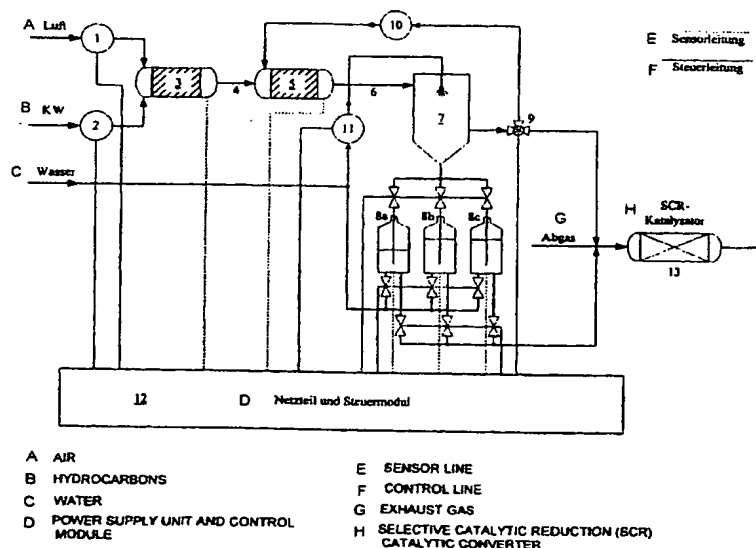 A Luft
1
10
E Sensorleitung
F Steuerleitung
3
4
5
6
7
9
B KW
2
11
C Wasser
8a 8b 8c
G
Abgas
H SCR-
Katalysator
13
12 D Netzteil und Steuermodul
A AIR
B HYDROCARBONS
C WATER
D POWER SUPPLY UNIT AND CONTROL
MODULE
E SENSOR LINE
F CONTROL LINE
G EXHAUST GAS
H SELECTIVE CATALYTIC REDUCTION (SCR)
CATALYTIC CONVERTER